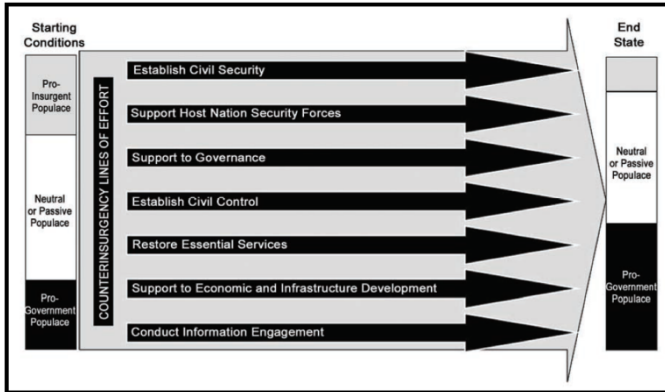 Starting
Conditions
End
State
Pro-
Insurgent
Populace
Neutral
or Passive
Populace
Pro-
Government
Populace
COUNTERINSURGENCY LINES OF EFFORT
Establish Civil Security
Support Host Nation Security Forces
Support to Governance
Establish Civil Control
Restore Essential Services
Support to Economic and Infrastructure Development
Conduct Information Engagement
Neutral
or Passive
Populace
Pro-
Government
Populace